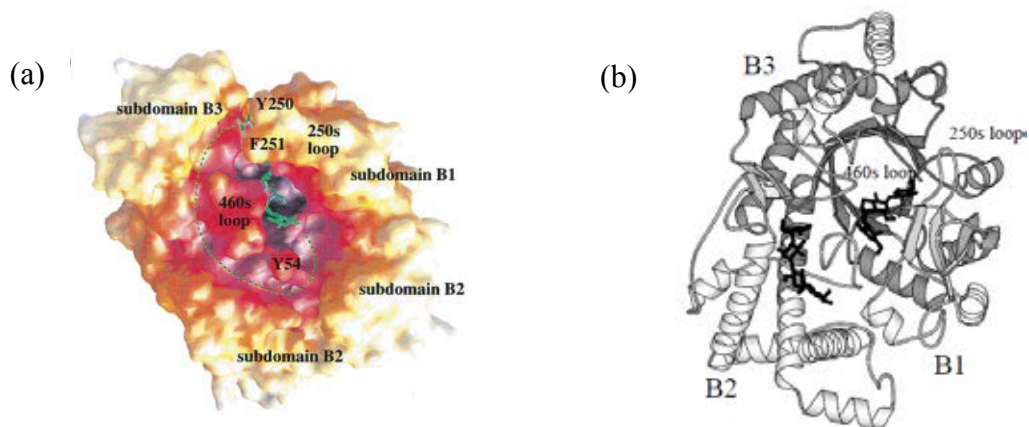 (a)
subdomain B3
Y250
F251
250s
loop
subdomain B1
460s
loop
Y54
subdomain B2
subdomain B2
(b)
B3
250s loop
460s loop
B2
B1